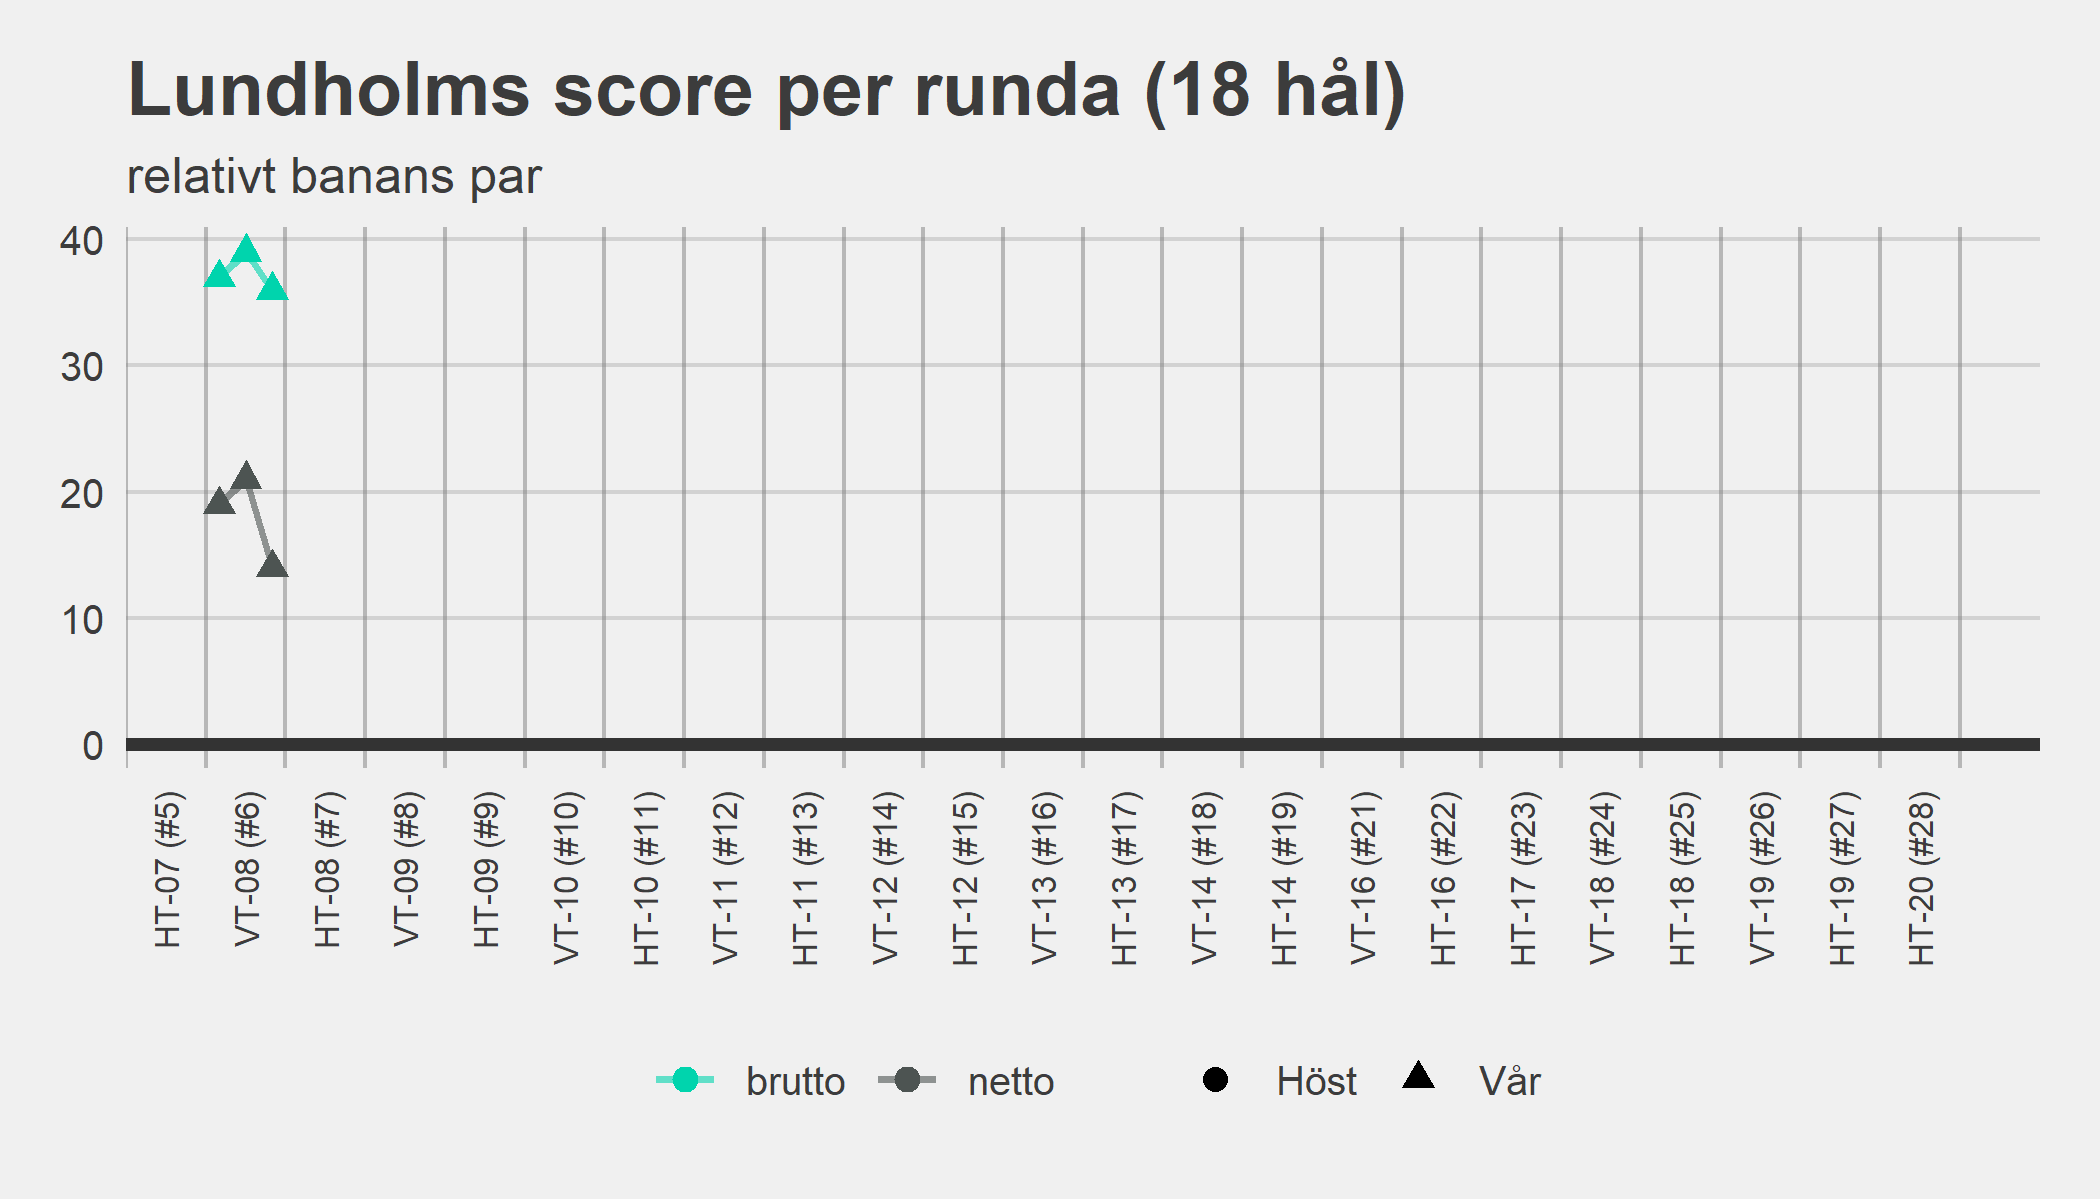 Lundholms score per runda (18 hål)
relativt banans par
40
30
20
10
0
HT-07 (#5)
VT-08 (#6)
HT-08 (#7)
VT-09 (#8)
HT-09 (#9)
VT-10 (#10)
HT-10 (#11)
VT-11 (#12)
HT-11 (#13)
VT-12 (#14)
HT-12 (#15)
VT-13 (#16)
HT-13 (#17)
VT-14 (#18)
HT-14 (#19)
VT-16 (#21)
HT-16 (#22)
HT-17 (#23)
VT-18 (#24)
HT-18 (#25)
VT-19 (#26)
HT-19 (#27)
HT-20 (#28)
brutto netto Höst Vår